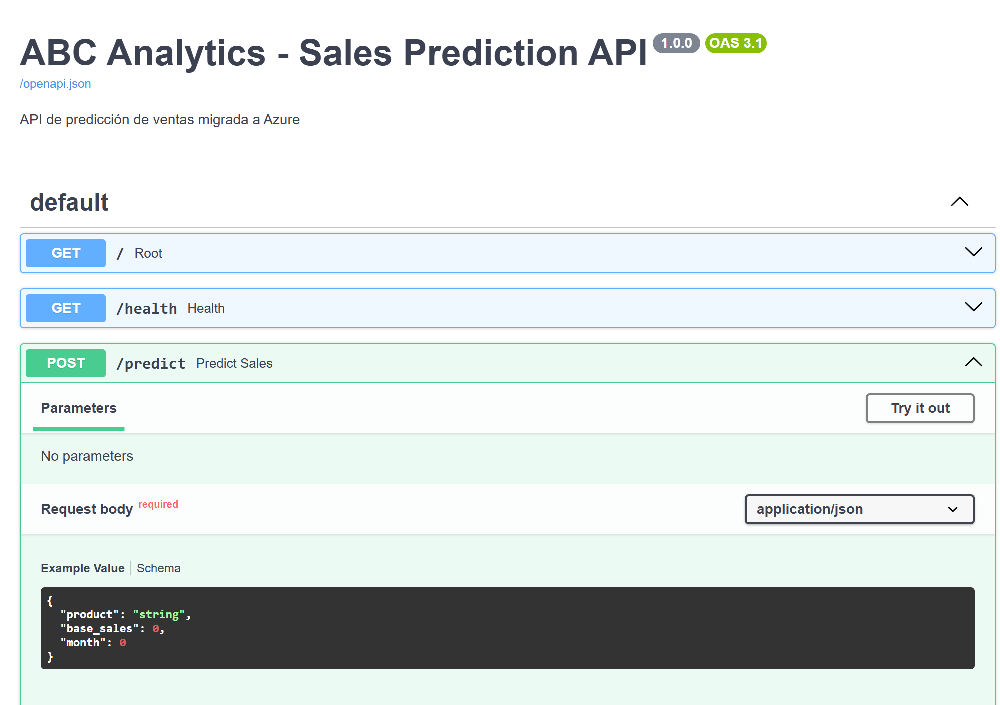 ABC Analytics - Sales Prediction API 1.0.0 OAS 3.1
/openapi.json
API de predicción de ventas migrada a Azure
default
GET / Root
GET /health Health
POST /predict Predict Sales
Parameters Try it out
No parameters
Request body required application/json
Example Value Schema
{
  "product": "string",
  "base_sales": 0,
  "month": 0
}